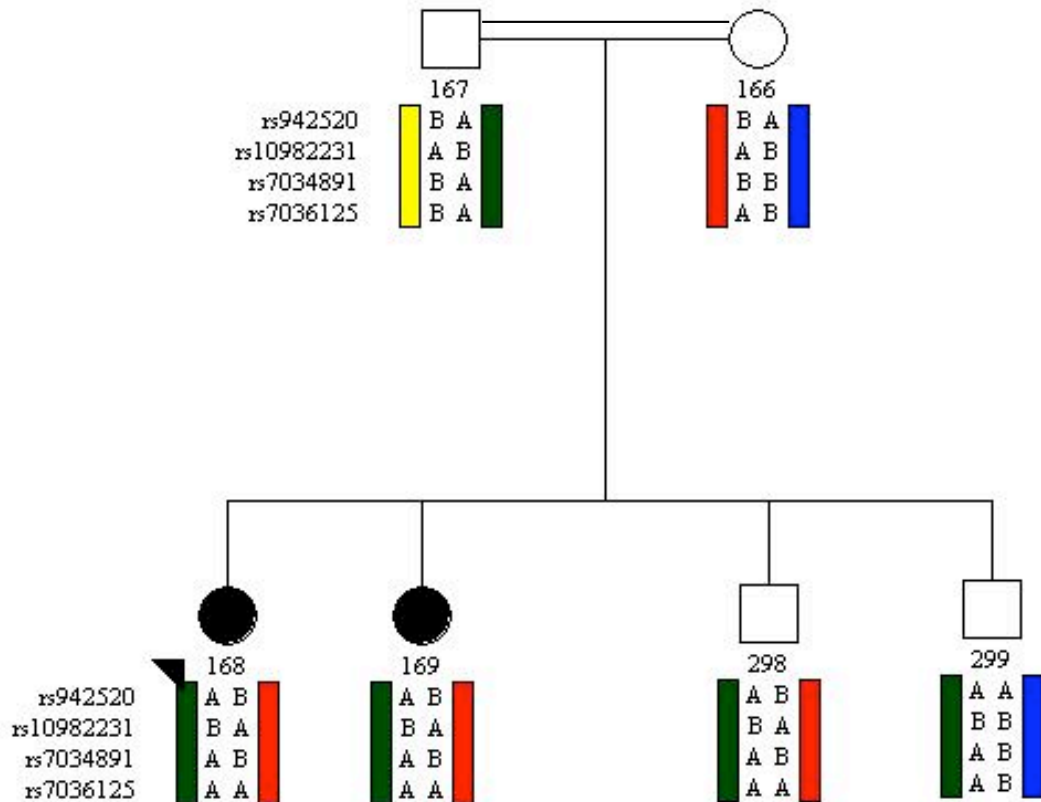 167 166
rs942520 B A B A
rs10982231 A B A B
rs7034891 B A B B
rs7036125 B A A B
168 169 298 299
rs942520 A B A B A B A A
rs10982231 B A B A B A B B
rs7034891 A B A B A B A B
rs7036125 A A A A A A A B